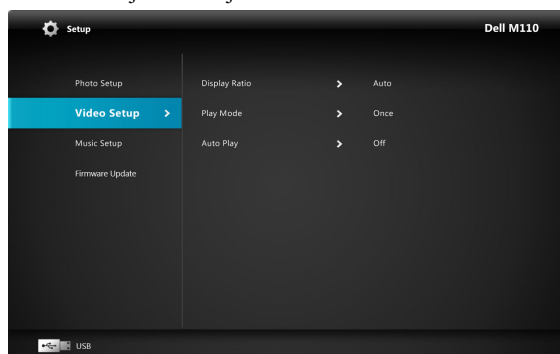 Setup
Dell M110
Photo Setup
Display Ratio
Auto
Video Setup
Play Mode
Once
Music Setup
Auto Play
Off
Firmware Update
USB